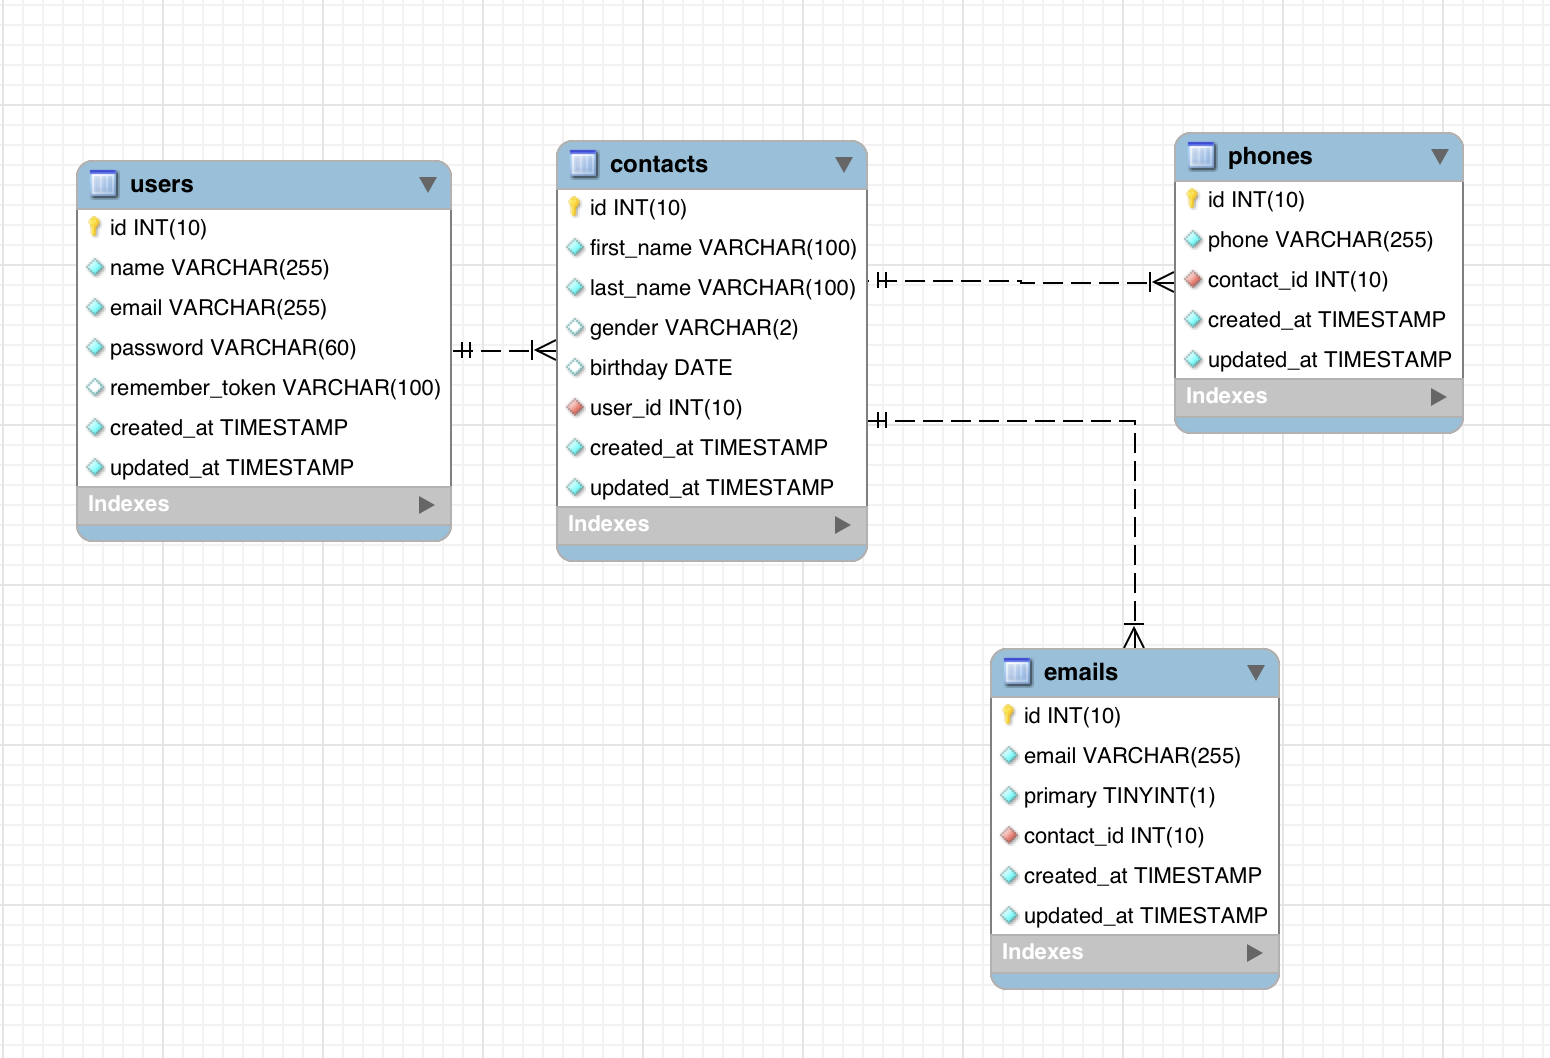 users
id INT(10)
name VARCHAR(255)
email VARCHAR(255)
password VARCHAR(60)
remember_token VARCHAR(100)
created_at TIMESTAMP
updated_at TIMESTAMP
Indexes
contacts
id INT(10)
first_name VARCHAR(100)
last_name VARCHAR(100)
gender VARCHAR(2)
birthday DATE
user_id INT(10)
created_at TIMESTAMP
updated_at TIMESTAMP
Indexes
phones
id INT(10)
phone VARCHAR(255)
contact_id INT(10)
created_at TIMESTAMP
updated_at TIMESTAMP
Indexes
emails
id INT(10)
email VARCHAR(255)
primary TINYINT(1)
contact_id INT(10)
created_at TIMESTAMP
updated_at TIMESTAMP
Indexes